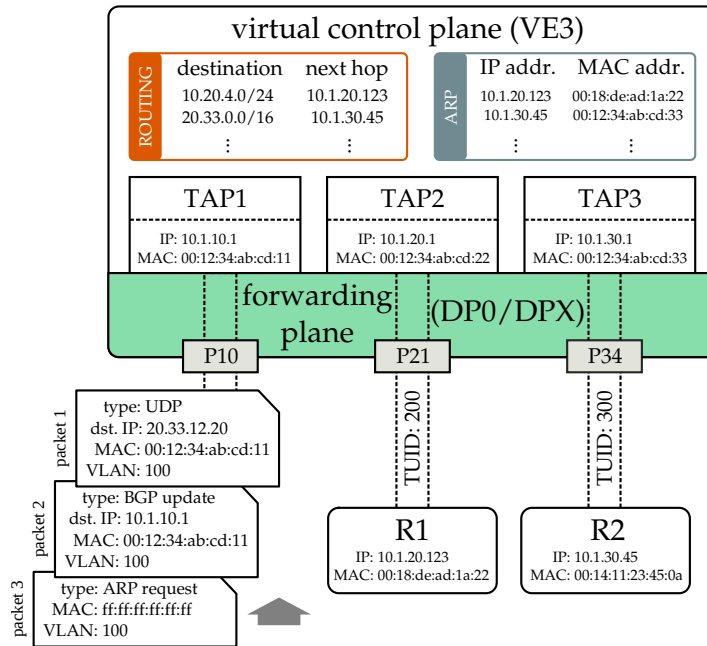 virtual control plane (VE3)
ROUTING
destination next hop
10.20.4.0/24 10.1.20.123
20.33.0.0/16 10.1.30.45
⋮ ⋮
ARP
IP addr. MAC addr.
10.1.20.123 00:18:de:ad:1a:22
10.1.30.45 00:12:34:ab:cd:33
⋮ ⋮
TAP1
IP: 10.1.10.1
MAC: 00:12:34:ab:cd:11
TAP2
IP: 10.1.20.1
MAC: 00:12:34:ab:cd:22
TAP3
IP: 10.1.30.1
MAC: 00:12:34:ab:cd:33
forwarding
plane
(DP0/DPX)
P10
P21
P34
packet 1
type: UDP
dst. IP: 20.33.12.20
MAC: 00:12:34:ab:cd:11
VLAN: 100
packet 2
type: BGP update
dst. IP: 10.1.10.1
MAC: 00:12:34:ab:cd:11
VLAN: 100
packet 3
type: ARP request
MAC: ff:ff:ff:ff:ff:ff
VLAN: 100
TUID: 200
TUID: 300
R1
IP: 10.1.20.123
MAC: 00:18:de:ad:1a:22
R2
IP: 10.1.30.45
MAC: 00:14:11:23:45:0a